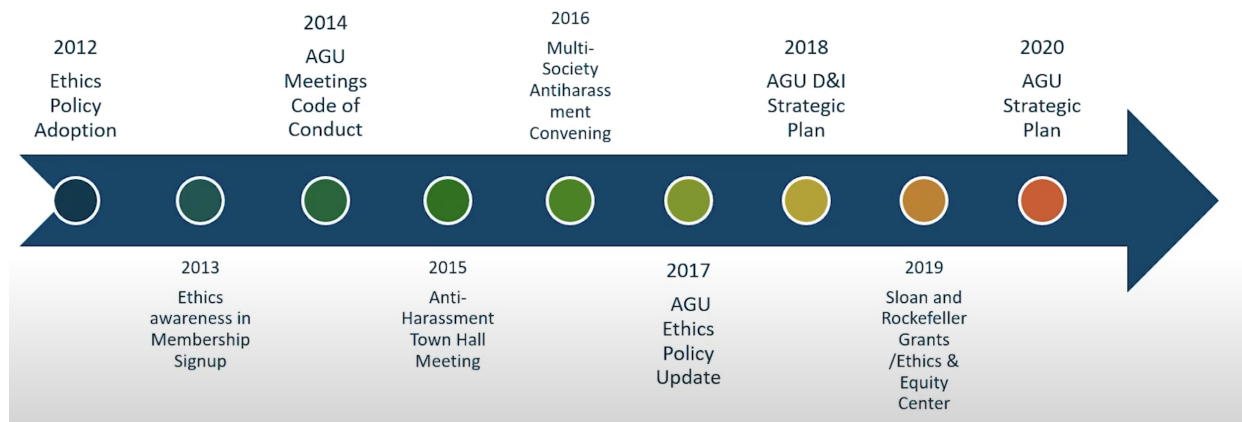 2012
Ethics
Policy
Adoption
2013
Ethics
awareness in
Membership
Signup
2014
AGU
Meetings
Code of
Conduct
2015
Anti-
Harassment
Town Hall
Meeting
2016
Multi-
Society
Antiharass
ment
Convening
2017
AGU
Ethics
Policy
Update
2018
AGU D&I
Strategic
Plan
2019
Sloan and
Rockefeller
Grants
/Ethics &
Equity
Center
2020
AGU
Strategic
Plan